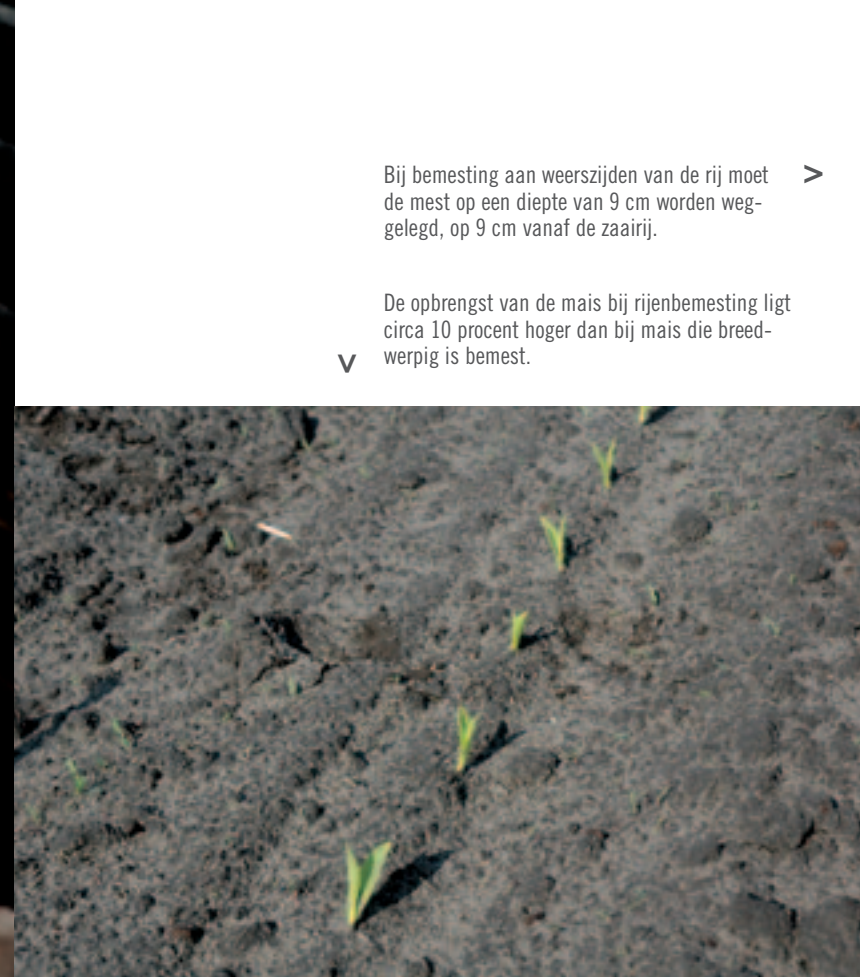 Bij bemesting aan weerszijden van de rij moet >
de mest op een diepte van 9 cm worden weg-
gelegd, op 9 cm vanaf de zaairij.
De opbrengst van de mais bij rijenbemesting ligt
circa 10 procent hoger dan bij mais die breed-
v werpig is bemest.